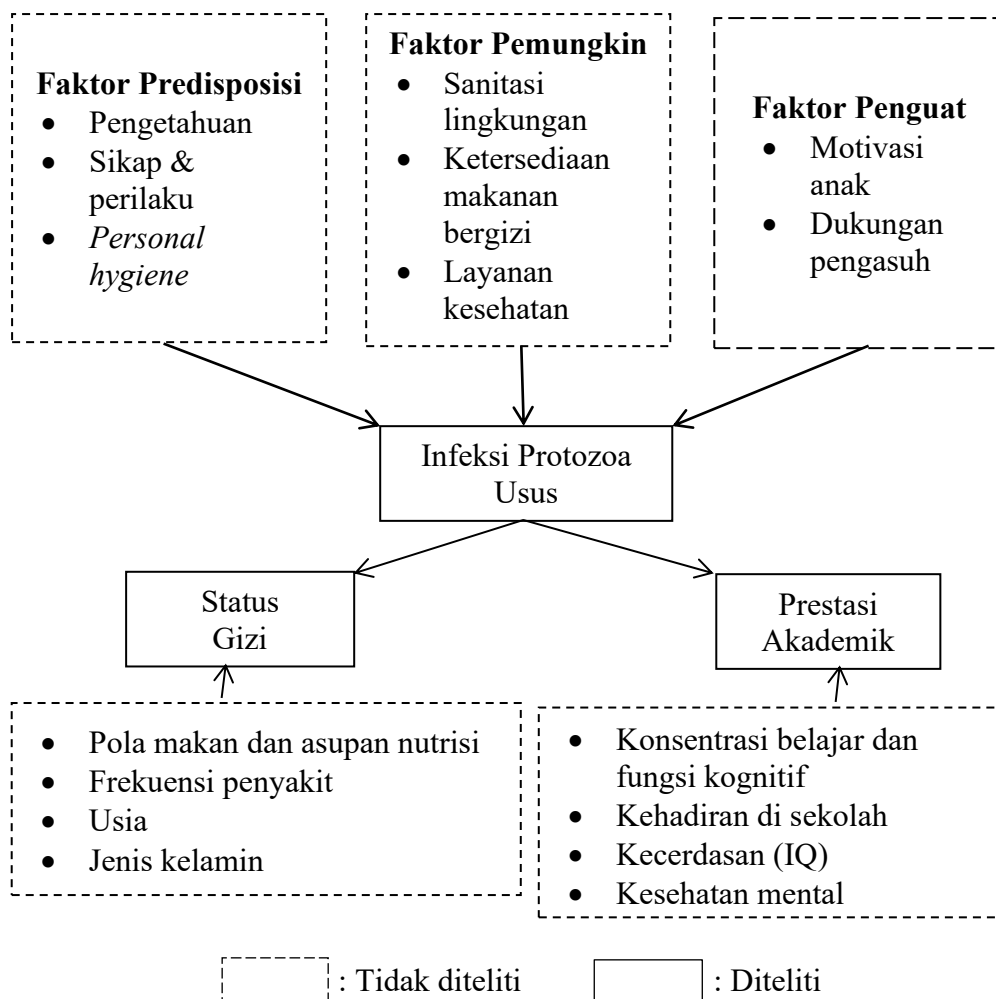 Faktor Predisposisi
• Pengetahuan
• Sikap &
perilaku
• Personal
hygiene
Faktor Pemungkin
• Sanitasi
lingkungan
• Ketersediaan
makanan
bergizi
• Layanan
kesehatan
Faktor Penguat
• Motivasi
anak
• Dukungan
pengasuh
Infeksi Protozoa
Usus
Status
Gizi
Prestasi
Akademik
• Pola makan dan asupan nutrisi
• Frekuensi penyakit
• Usia
• Jenis kelamin
• Konsentrasi belajar dan
fungsi kognitif
• Kehadiran di sekolah
• Kecerdasan (IQ)
• Kesehatan mental
: Tidak diteliti
: Diteliti